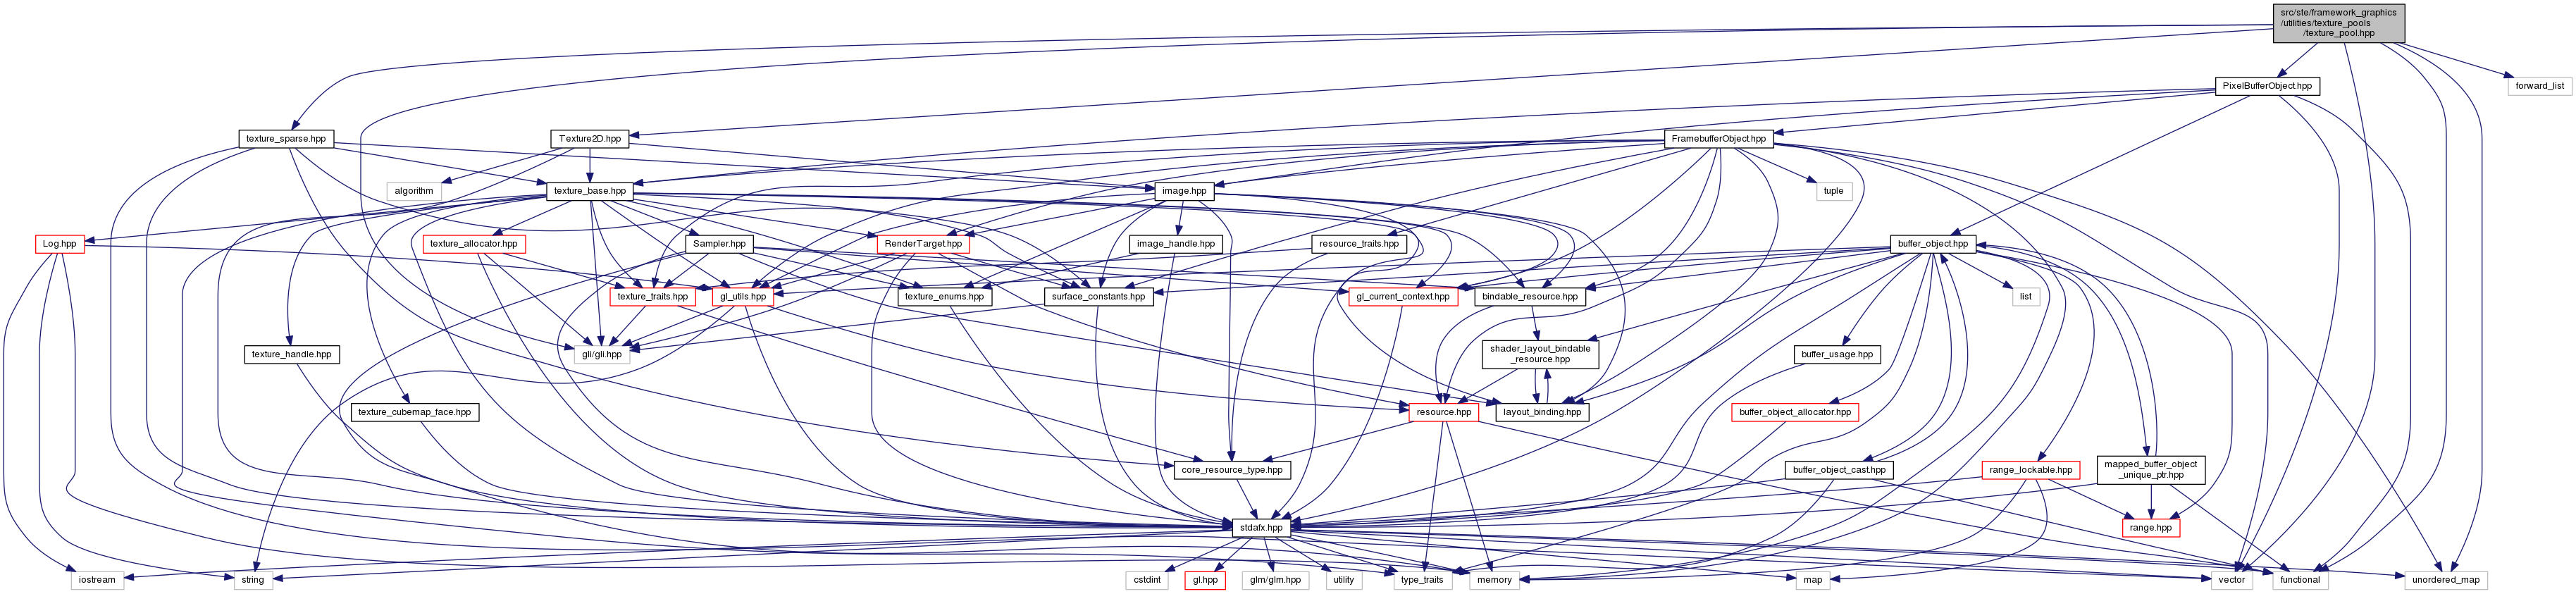 src/ste/framework_graphics
/utilities/texture_pools
/texture_pool.hpp
forward_list
PixelBufferObject.hpp
texture_sparse.hpp
Texture2D.hpp
FramebufferObject.hpp
algorithm
texture_base.hpp
image.hpp
tuple
Log.hpp
texture_allocator.hpp
Sampler.hpp
RenderTarget.hpp
image_handle.hpp
resource_traits.hpp
buffer_object.hpp
texture_traits.hpp
gl_utils.hpp
texture_enums.hpp
surface_constants.hpp
gl_current_context.hpp
bindable_resource.hpp
list
texture_handle.hpp
gli/gli.hpp
shader_layout_bindable
_resource.hpp
buffer_usage.hpp
texture_cubemap_face.hpp
resource.hpp
layout_binding.hpp
buffer_object_allocator.hpp
core_resource_type.hpp
buffer_object_cast.hpp
range_lockable.hpp
mapped_buffer_object
_unique_ptr.hpp
stdafx.hpp
range.hpp
iostream
string
cstdint
gl.hpp
glm/glm.hpp
utility
type_traits
memory
map
vector
functional
unordered_map